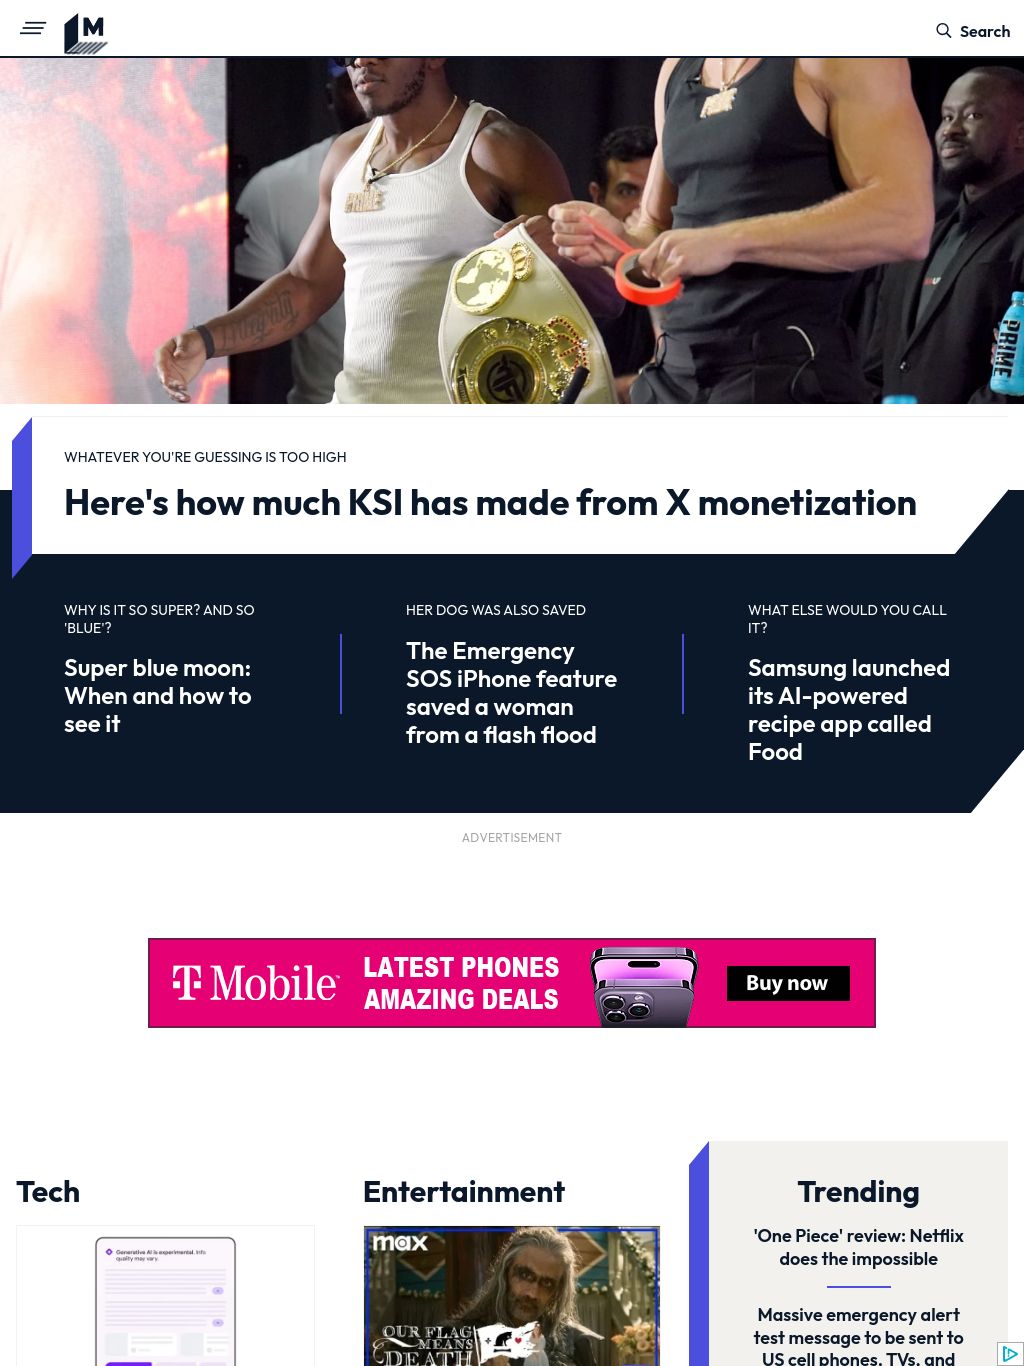 M
Search
PRIME
PRIME
WHATEVER YOU'RE GUESSING IS TOO HIGH
Here's how much KSI has made from X monetization
WHY IS IT SO SUPER? AND SO
'BLUE'?
Super blue moon:
When and how to
see it
HER DOG WAS ALSO SAVED
The Emergency
SOS iPhone feature
saved a woman
from a flash flood
WHAT ELSE WOULD YOU CALL
IT?
Samsung launched
its AI-powered
recipe app called
Food
ADVERTISEMENT
T Mobile
LATEST PHONES
AMAZING DEALS
Buy now
Tech
Generative AI is experimental. Info
quality may vary.
Entertainment
max
OUR FLAG
MEANS
DEATH
Trending
'One Piece' review: Netflix
does the impossible
Massive emergency alert
test message to be sent to
US cell phones, TVs, and